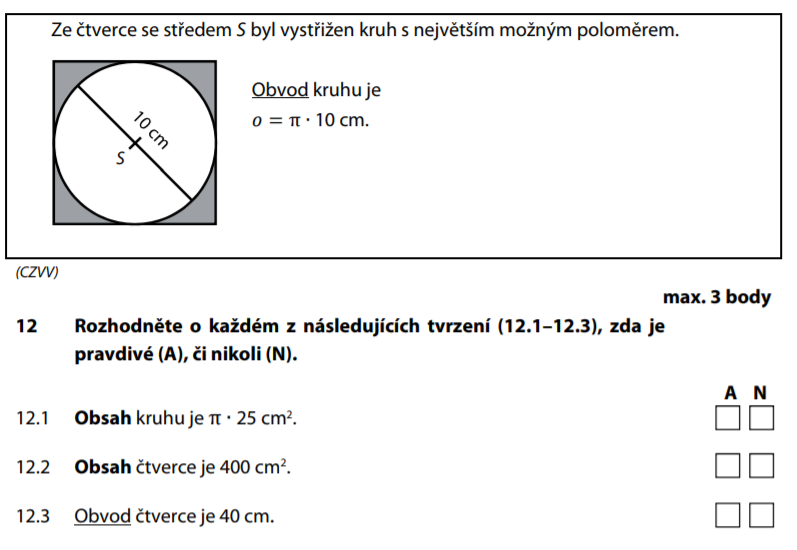 Ze čtverce se středem S byl vystřižen kruh s největším možným poloměrem.
10 cm
S
Obvod kruhu je
o = π · 10 cm.
(CZVV)
max. 3 body
12 Rozhodněte o každém z následujících tvrzení (12.1–12.3), zda je
pravdivé (A), či nikoli (N).
A N
12.1 Obsah kruhu je π · 25 cm².
12.2 Obsah čtverce je 400 cm².
12.3 Obvod čtverce je 40 cm.